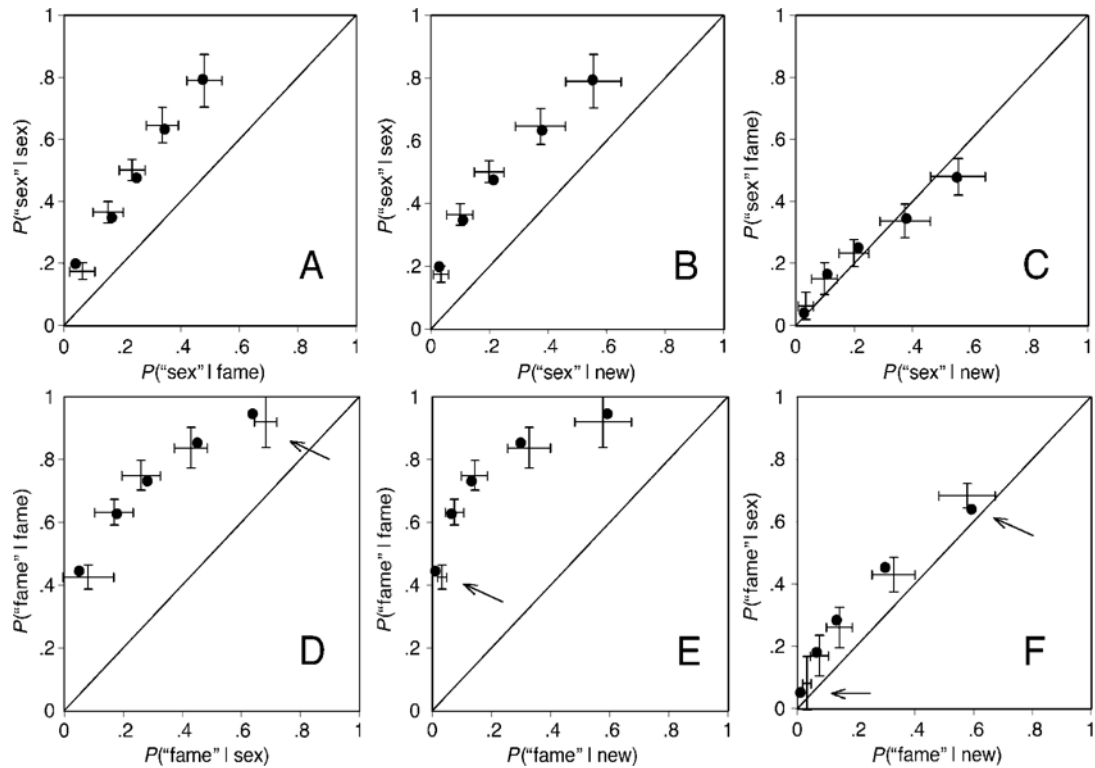 1
.8
.6
.4
.2
0
P("sex" | sex)
A
0 .2 .4 .6 .8 1
P("sex" | fame)
1
.8
.6
.4
.2
0
P("sex" | sex)
B
0 .2 .4 .6 .8 1
P("sex" | new)
1
.8
.6
.4
.2
0
P("sex" | fame)
C
0 .2 .4 .6 .8 1
P("sex" | new)
1
.8
.6
.4
.2
0
P("fame" | fame)
D
0 .2 .4 .6 .8 1
P("fame" | sex)
1
.8
.6
.4
.2
0
P("fame" | fame)
E
0 .2 .4 .6 .8 1
P("fame" | new)
1
.8
.6
.4
.2
0
P("fame" | sex)
F
0 .2 .4 .6 .8 1
P("fame" | new)